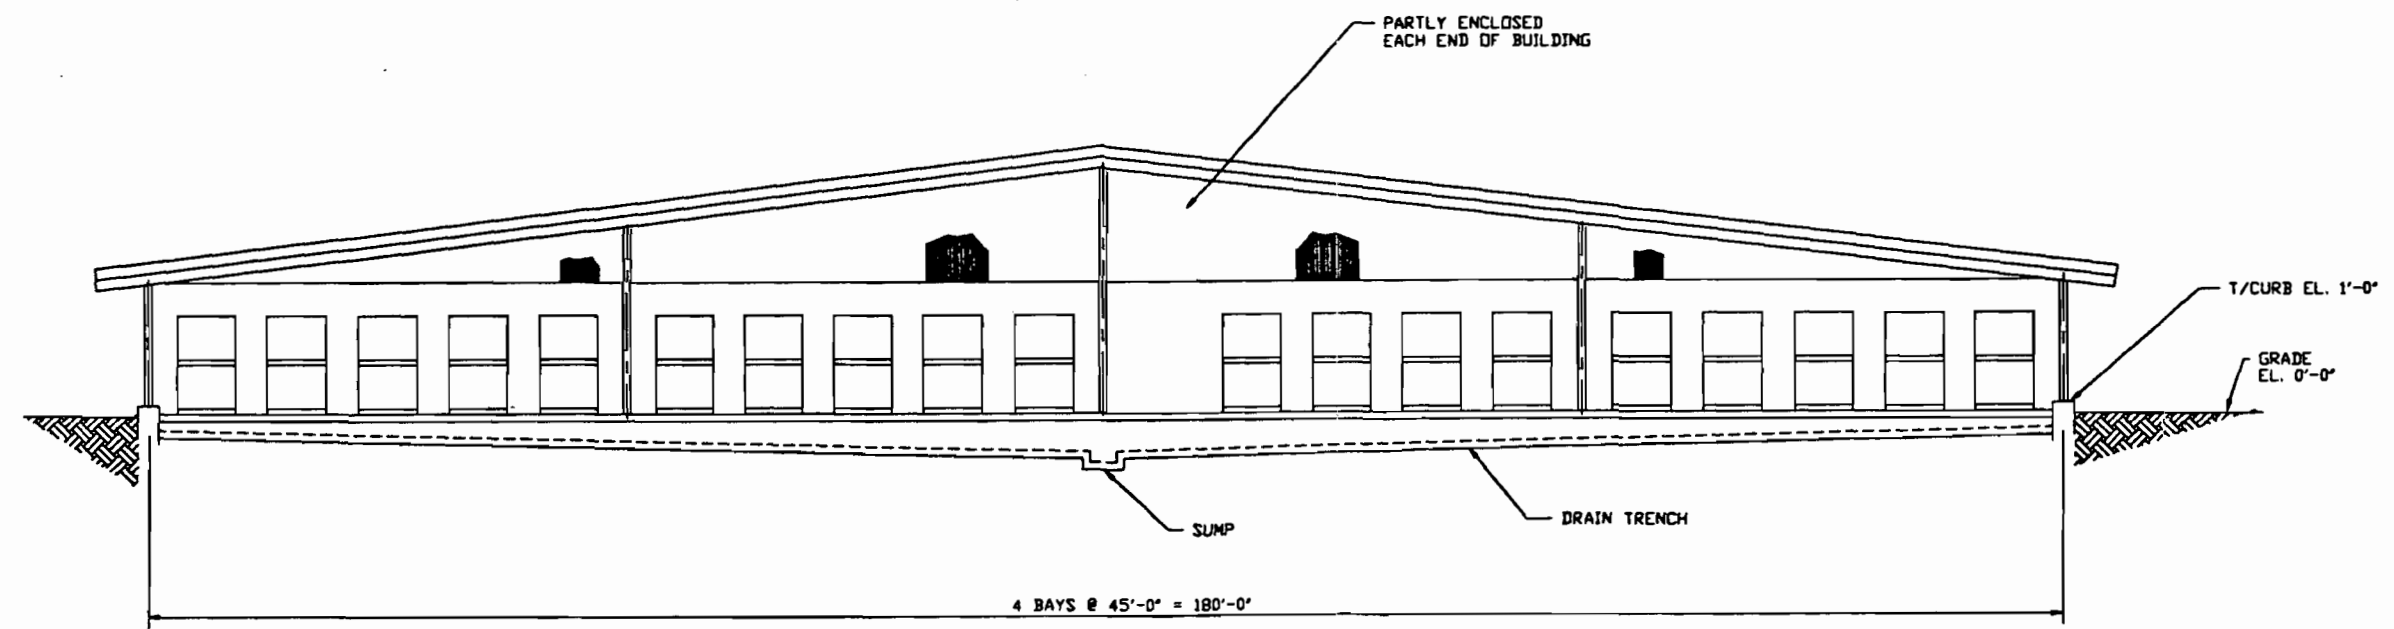 PARTLY ENCLOSED
EACH END OF BUILDING
T/CURB EL. 1'-0"
GRADE
EL. 0'-0"
DRAIN TRENCH
SUMP
4 BAYS @ 45'-0" = 180'-0"